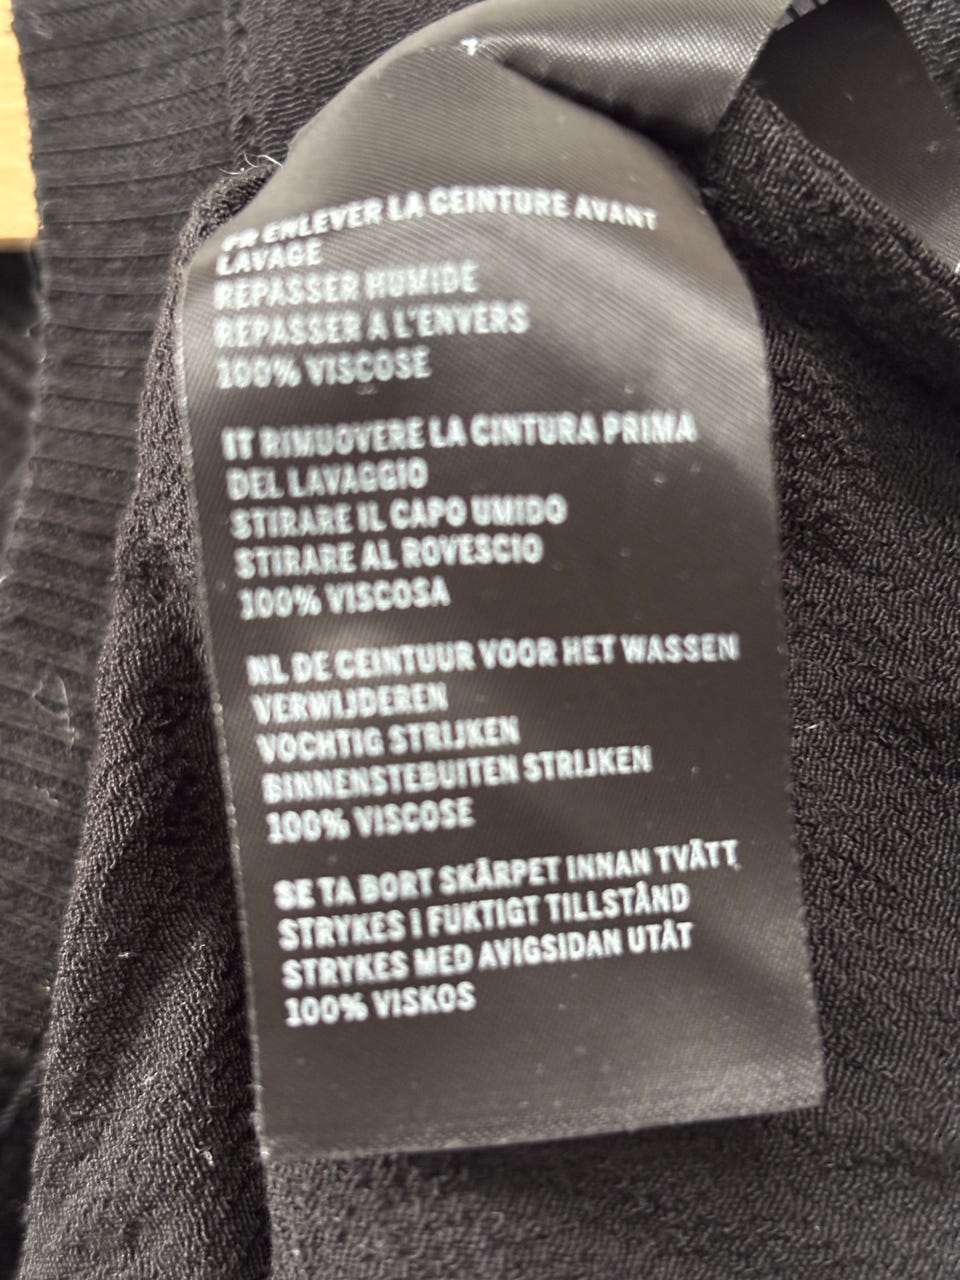 FR ENLEVER LA CEINTURE AVANT
LAVAGE
REPASSER HUMIDE
REPASSER A L'ENVERS
100% VISCOSE
IT RIMUOVERE LA CINTURA PRIMA
DEL LAVAGGIO
STIRARE IL CAPO UMIDO
STIRARE AL ROVESCIO
100% VISCOSA
NL DE CEINTUUR VOOR HET WASSEN
VERWIJDEREN
VOCHTIG STRIJKEN
BINNENSTEBUITEN STRIJKEN
100% VISCOSE
SE TA BORT SKÄRPET INNAN TVÄTT
STRYKES I FUKTIGT TILLSTÅND
STRYKES MED AVIGSIDAN UTÅT
100% VISKOS